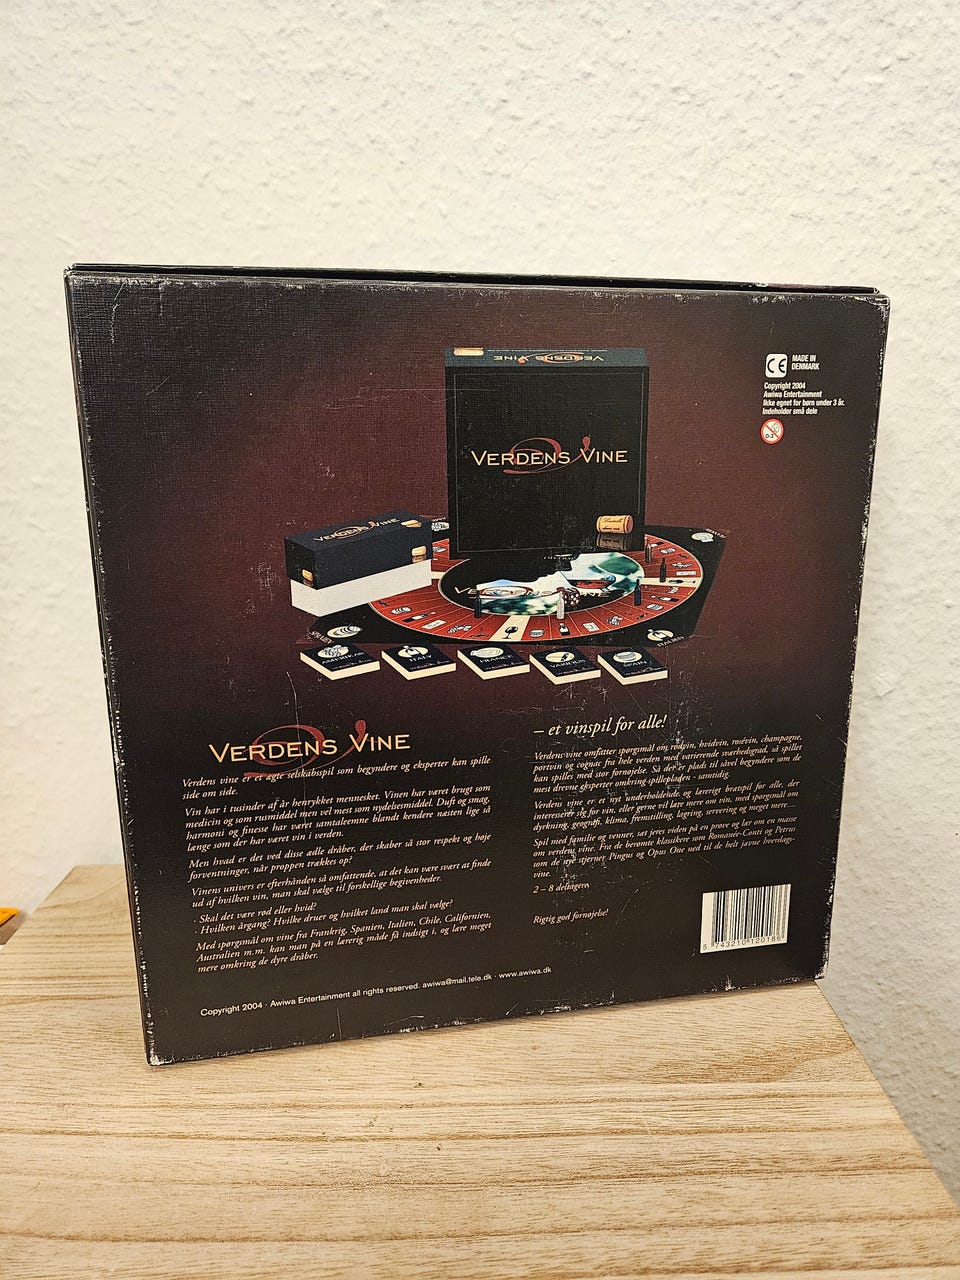 VERDENS VINE
MADE IN
DENMARK
Copyright 2004
Awiwa Entertainment
Ikke egnet for børn under 3 år.
Indeholder små dele
0-3
VERDENS VINE
VERDENS VINE
AMERIKAS
ITALY
FRANCE
VARIOUS
SPAIN
VERDENS VINE
Verdens vine er et ægte selskabsspil som begyndere og eksperter kan spille
side om side.
Vin har i tusinder af år henrykket mennesket. Vinen har været brugt som
medicin og som rusmiddel men vel mest som nydelsesmiddel. Duft og smag,
harmoni og finesse har været samtaleemne blandt kendere næsten lige så
længe som der har været vin i verden.
Men hvad er det ved disse ædle dråber, der skaber så stor respekt og høje
forventninger, når proppen trækkes op?
Vinens univers er efterhånden så omfattende, at det kan være svært at finde
ud af hvilken vin, man skal vælge til forskellige begivenheder.
· Skal det være rød eller hvid?
· Hvilken årgang? Hvilke druer og hvilket land man skal vælge?
Med spørgsmål om vine fra Frankrig, Spanien, Italien, Chile, Californien,
Australien m.m. kan man på en lærerig måde få indsigt i, og lære meget
mere omkring de dyre dråber.
– et vinspil for alle!
Verdens vine omfatter spørgsmål om rødvin, hvidvin, rosévin, champagne,
portvin og cognac fra hele verden med varierende sværhedsgrad, så spillet
kan spilles med stor fornøjelse. Så der er plads til såvel begyndere som de
mest drevne eksperter omkring spillepladen - samtidig.
Verdens vine er et nyt underholdende og lærerigt brætspil for alle, der
interesserer sig for vin, eller gerne vil lære mere om vin, med spørgsmål om
dyrkning, geografi, klima, fremstilling, lagring, servering og meget mere....
Spil med familie og venner, sæt jeres viden på en prøve og lær om en masse
om verdens vine. Fra de berømte klassikere som Romanée-Conti og Petrus
som de nye stjerner Pingus og Opus One ned til de helt jævne hverdags-
vine.
2 – 8 deltagere
Rigtig god fornøjelse!
5 743210 120186
Copyright 2004 · Awiwa Entertainment all rights reserved. awiwa@mail.tele.dk · www.awiwa.dk